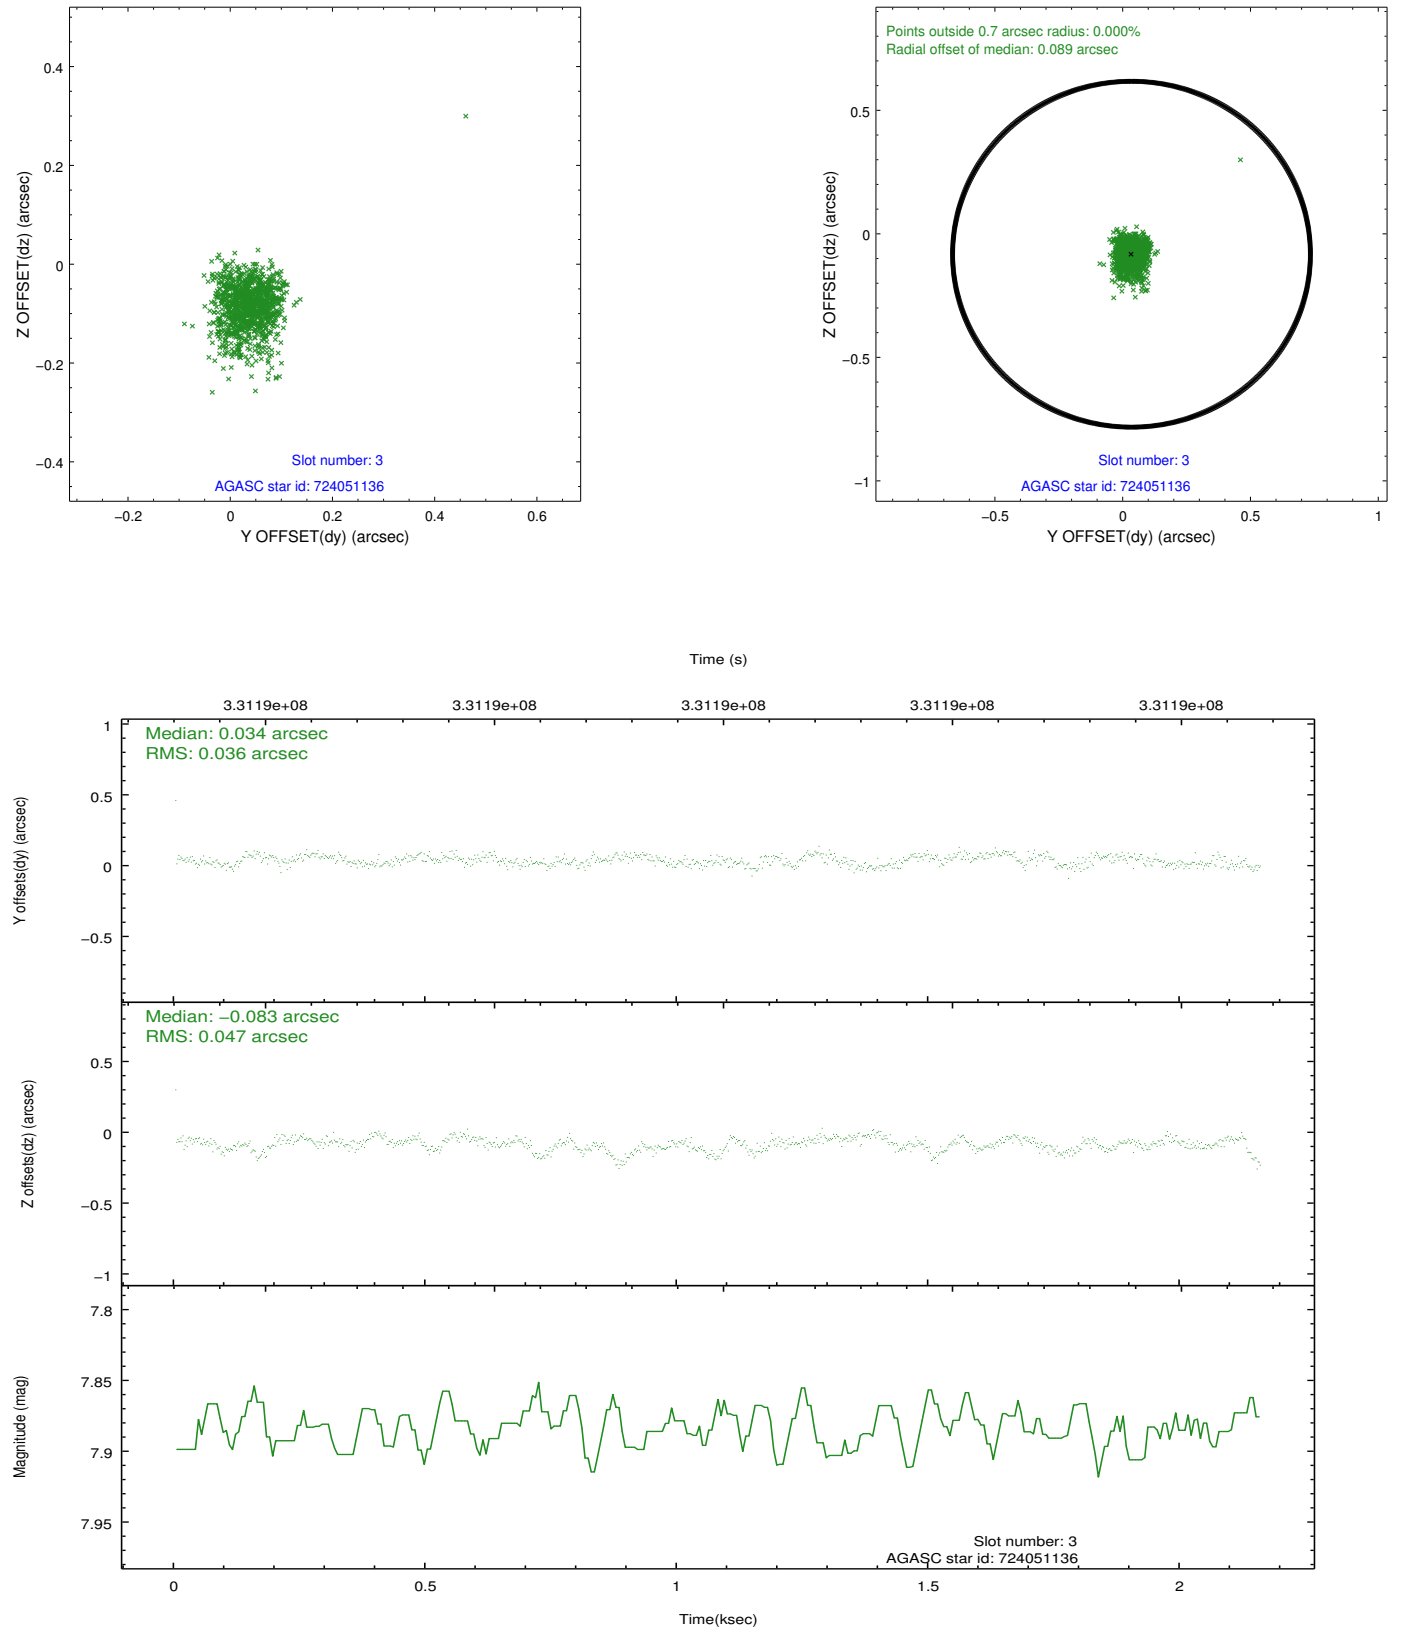 0.4
0.2
0
−0.2
−0.4
Z OFFSET(dz) (arcsec)
Slot number: 3
AGASC star id: 724051136
−0.2 0 0.2 0.4 0.6
Y OFFSET(dy) (arcsec)
Points outside 0.7 arcsec radius: 0.000%
Radial offset of median: 0.089 arcsec
0.5
0
−0.5
−1
Z OFFSET(dz) (arcsec)
Slot number: 3
AGASC star id: 724051136
−0.5 0 0.5 1
Y OFFSET(dy) (arcsec)
Time (s)
3.3119e+08 3.3119e+08 3.3119e+08 3.3119e+08 3.3119e+08
Median: 0.034 arcsec
RMS: 0.036 arcsec
1
0.5
0
−0.5
Y offsets(dy) (arcsec)
Median: −0.083 arcsec
RMS: 0.047 arcsec
0.5
0
−0.5
−1
Z offsets(dz) (arcsec)
7.8
7.85
7.9
7.95
Magnitude (mag)
Slot number: 3
AGASC star id: 724051136
0 0.5 1 1.5 2
Time(ksec)